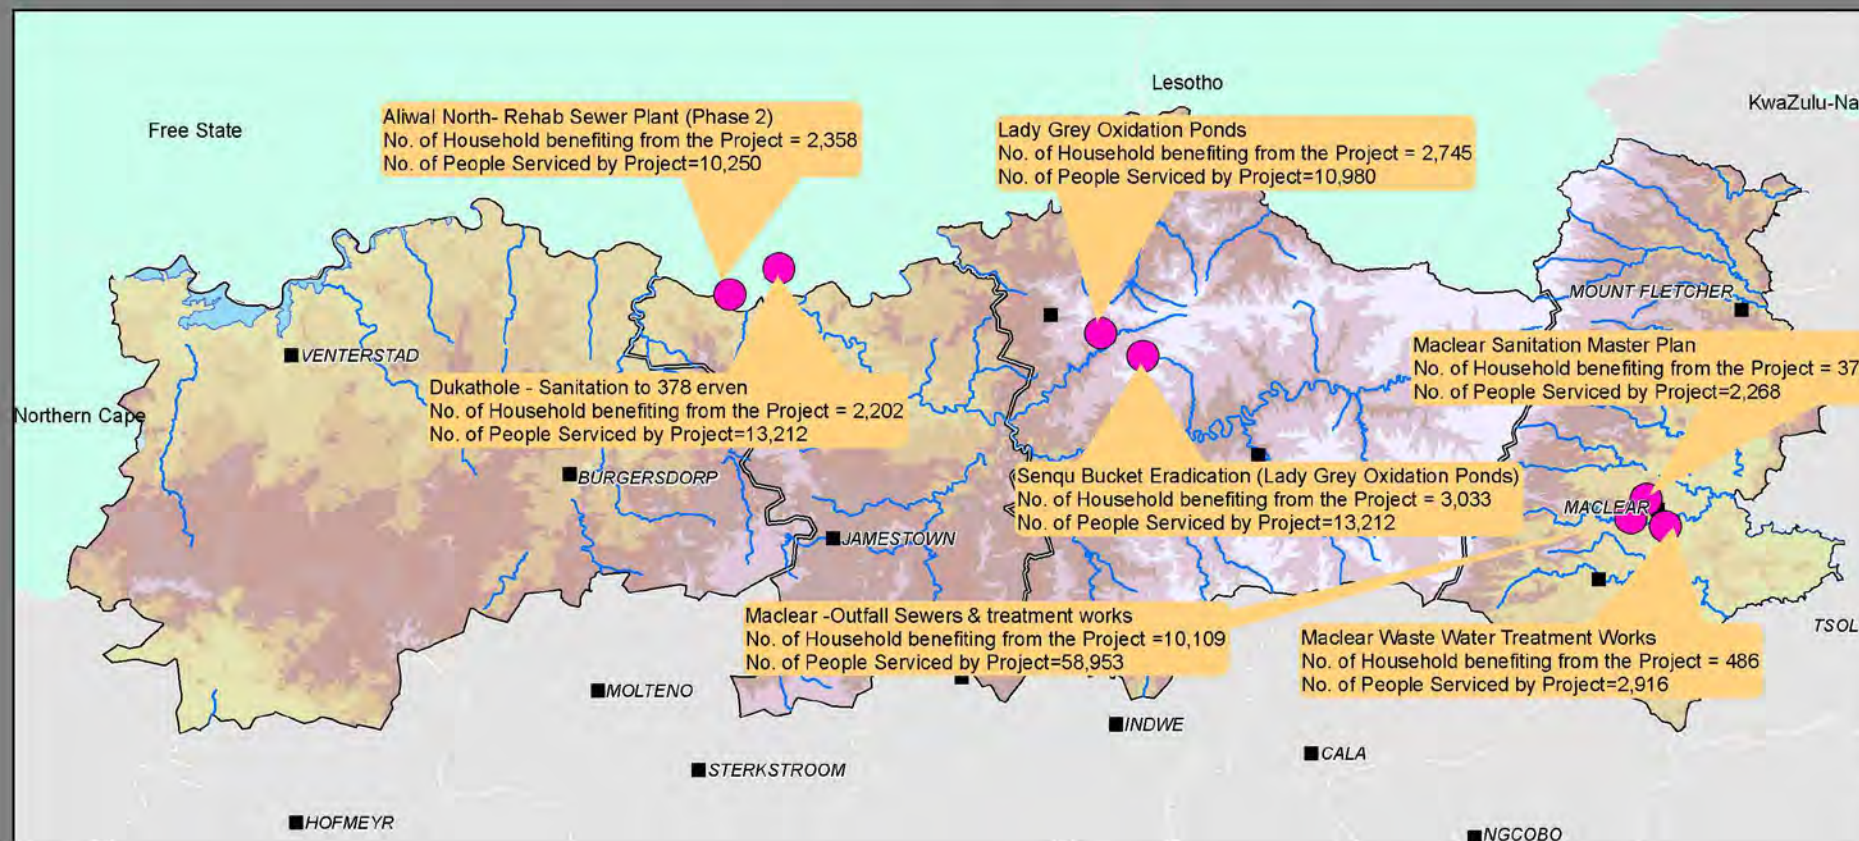 Lesotho
KwaZulu-Na
Free State
Aliwal North- Rehab Sewer Plant (Phase 2)
No. of Household benefiting from the Project = 2,358
No. of People Serviced by Project=10,250
Lady Grey Oxidation Ponds
No. of Household benefiting from the Project = 2,745
No. of People Serviced by Project=10,980
MOUNT FLETCHER
VENTERSTAD
Maclear Sanitation Master Plan
No. of Household benefiting from the Project = 37
No. of People Serviced by Project=2,268
Northern Cape
Dukathole - Sanitation to 378 erven
No. of Household benefiting from the Project = 2,202
No. of People Serviced by Project=13,212
BURGERSDORP
Senqu Bucket Eradication (Lady Grey Oxidation Ponds)
No. of Household benefiting from the Project = 3,033
No. of People Serviced by Project=13,212
MACLEAR
JAMESTOWN
Maclear -Outfall Sewers & treatment works
No. of Household benefiting from the Project =10,109
No. of People Serviced by Project=58,953
Maclear Waste Water Treatment Works
No. of Household benefiting from the Project = 486
No. of People Serviced by Project=2,916
TSOL
MOLTENO
INDWE
CALA
STERKSTROOM
HOFMEYR
NGCOBO